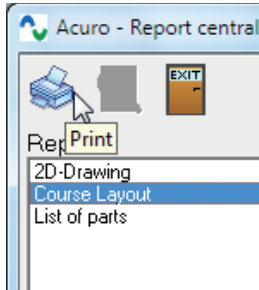 Acuro - Report central
EXIT
Rep
Print
2D-Drawing
Course Layout
List of parts